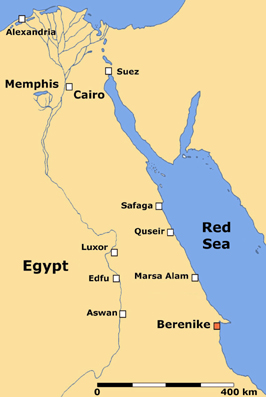 Alexandria
Suez
Memphis
Cairo
Safaga
Quseir
Red
Sea
Luxor
Egypt
Edfu
Marsa Alam
Aswan
Berenike
0
400 km